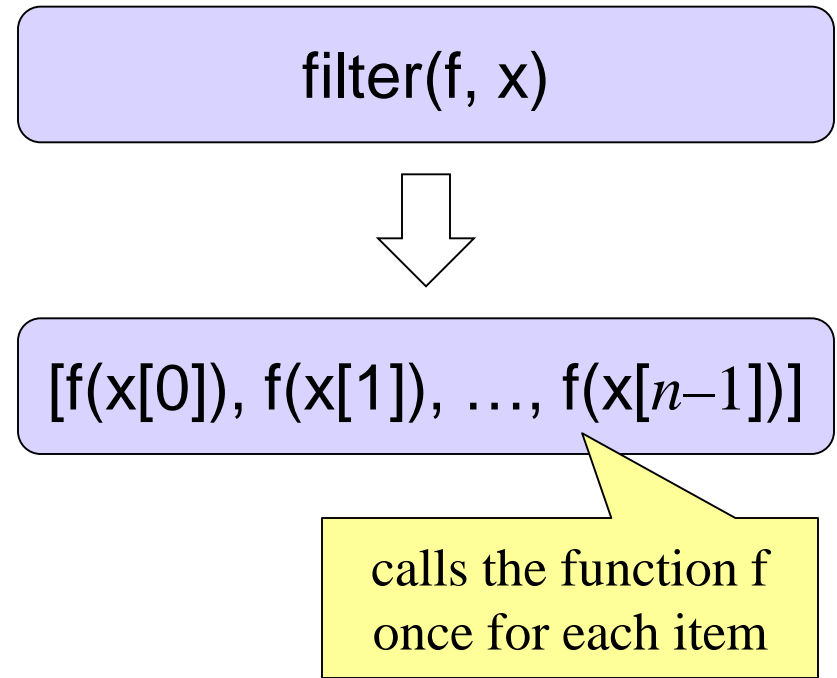 filter(f, x)
[f(x[0]), f(x[1]), …, f(x[n–1])]
calls the function f
once for each item